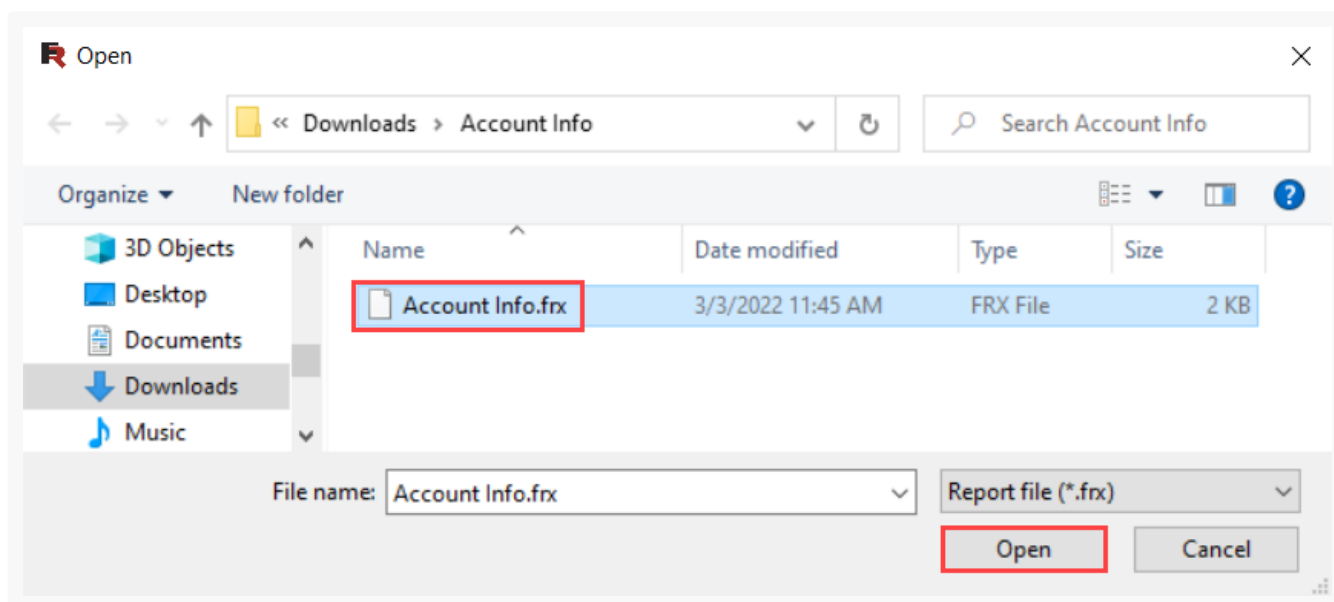 Open
« Downloads › Account Info
Search Account Info
Organize
New folder
3D Objects
Desktop
Documents
Downloads
Music
Name
Date modified
Type
Size
Account Info.frx
3/3/2022 11:45 AM
FRX File
2 KB
File name:
Account Info.frx
Report file (*.frx)
Open
Cancel